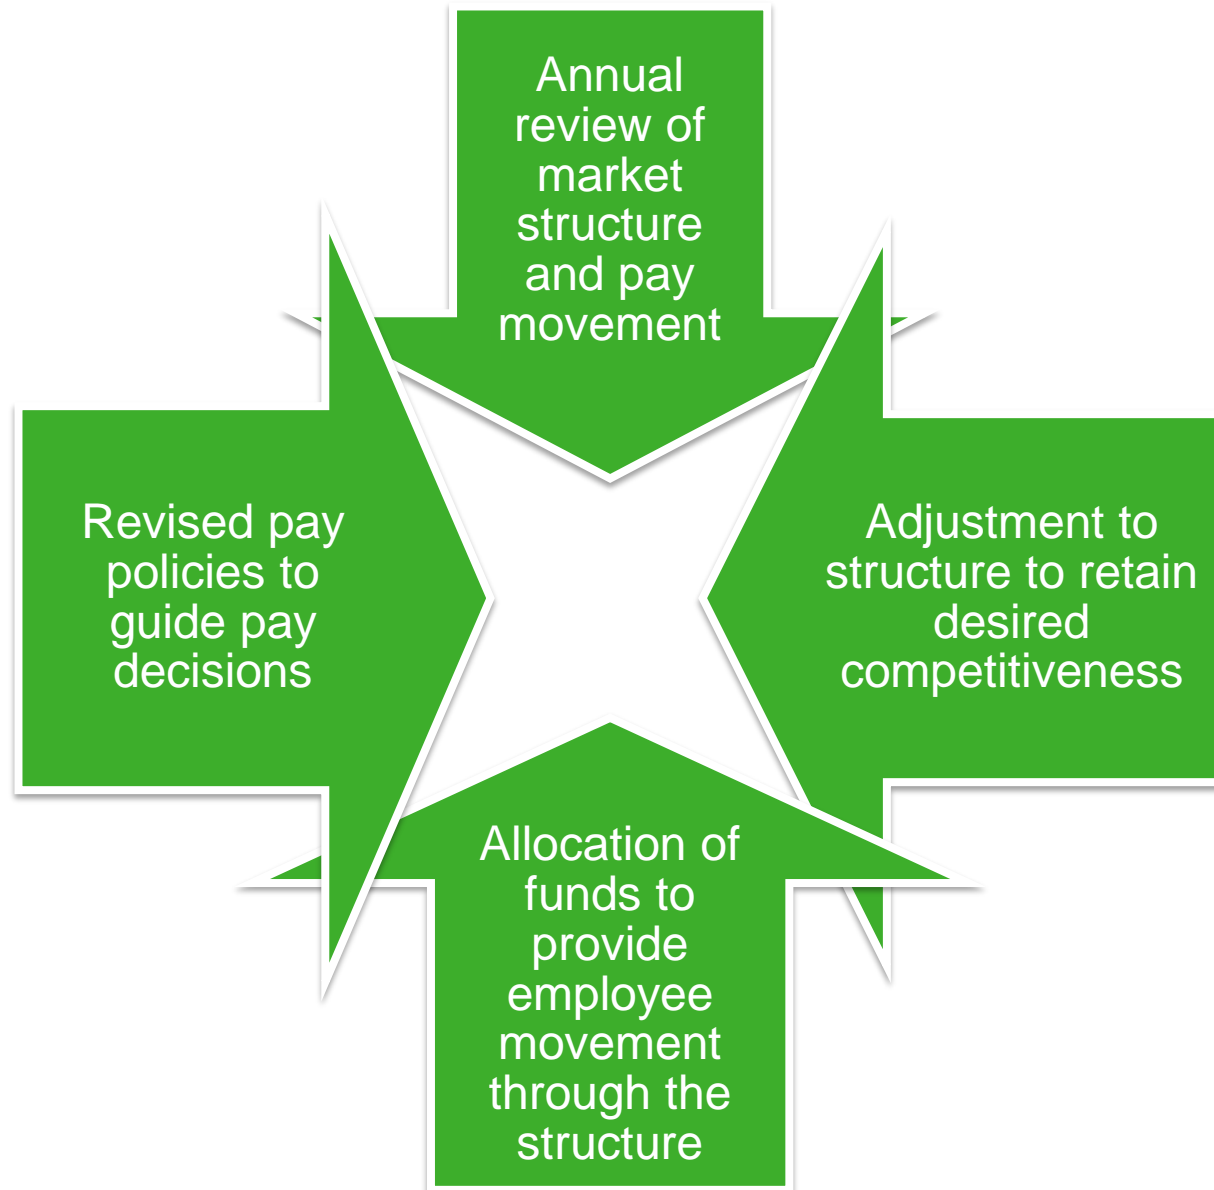 Annual
review of
market
structure
and pay
movement
Revised pay
policies to
guide pay
decisions
Adjustment to
structure to retain
desired
competitiveness
Allocation of
funds to
provide
employee
movement
through the
structure